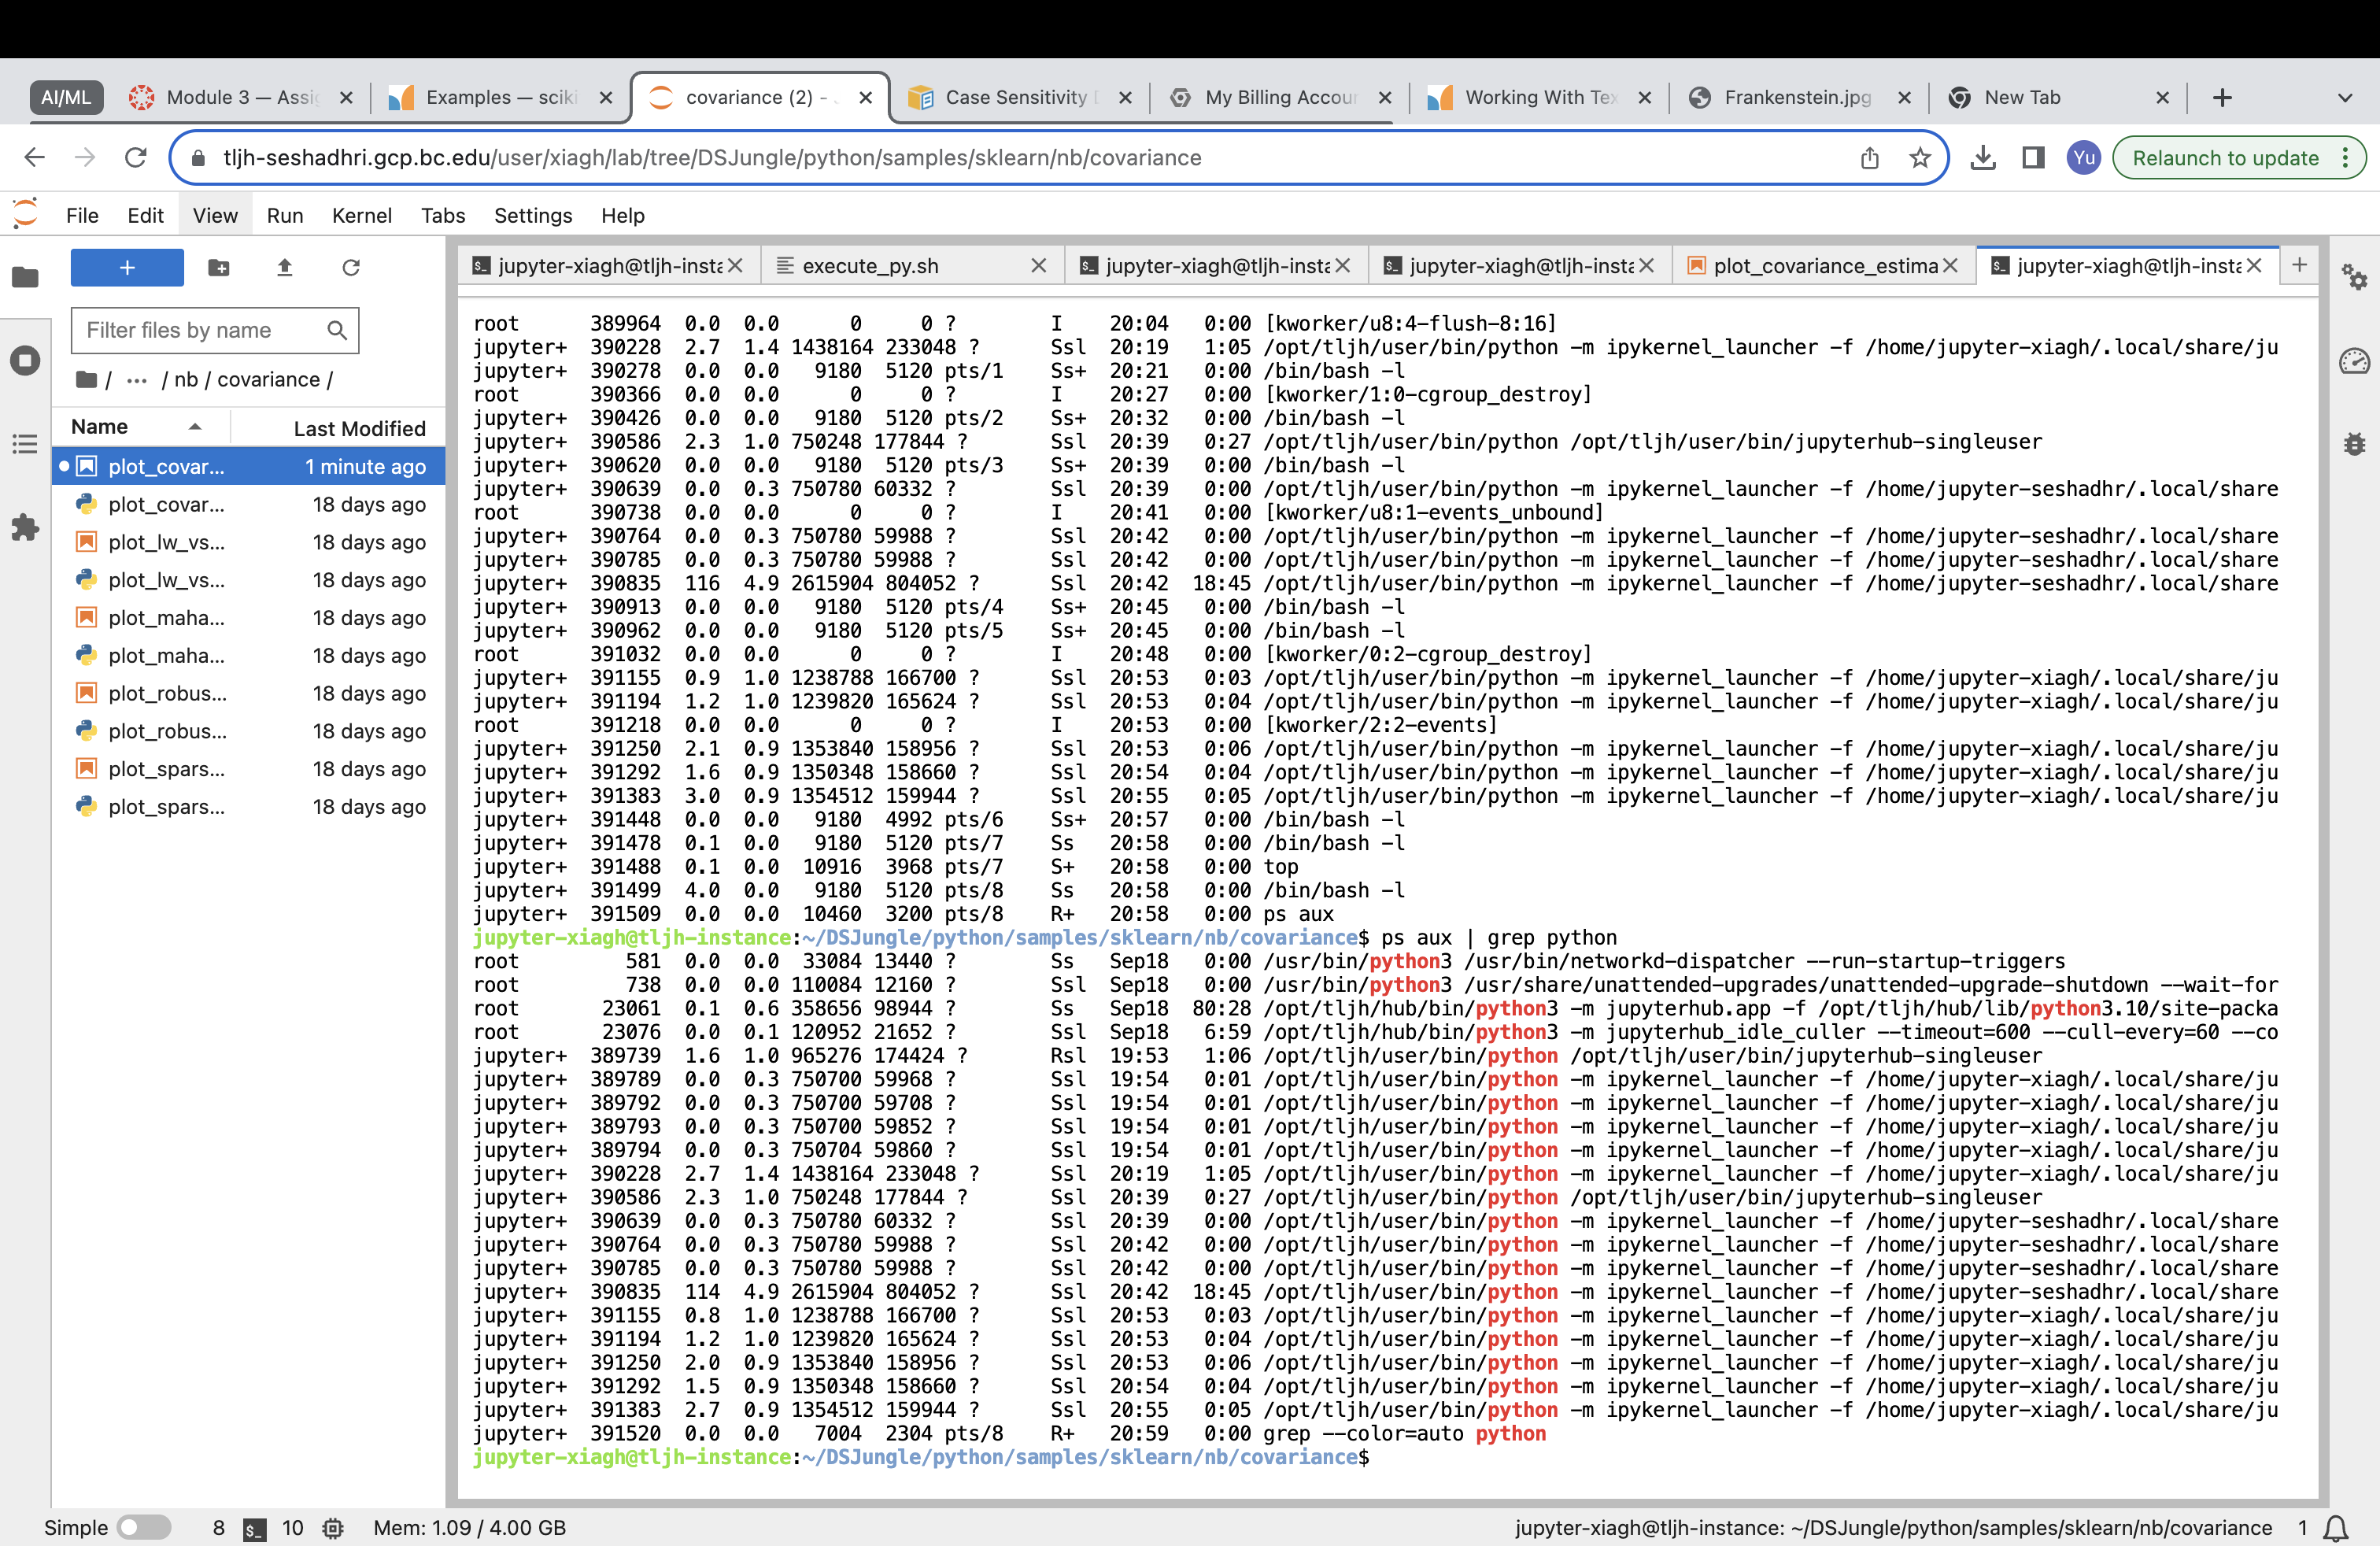 AI/ML
Module 3 — Assig
Examples — sciki
covariance (2) -
Case Sensitivity
My Billing Accoun
Working With Tex
Frankenstein.jpg
New Tab
tljh-seshadhri.gcp.bc.edu/user/xiagh/lab/tree/DSJungle/python/samples/sklearn/nb/covariance
Yu
Relaunch to update
File Edit View Run Kernel Tabs Settings Help
jupyter-xiagh@tljh-insta
execute_py.sh
jupyter-xiagh@tljh-insta
jupyter-xiagh@tljh-insta
plot_covariance_estima
jupyter-xiagh@tljh-insta
Filter files by name
/ ... / nb / covariance /
Name Last Modified
plot_covar... 1 minute ago
plot_covar... 18 days ago
plot_lw_vs... 18 days ago
plot_lw_vs... 18 days ago
plot_maha... 18 days ago
plot_maha... 18 days ago
plot_robus... 18 days ago
plot_robus... 18 days ago
plot_spars... 18 days ago
plot_spars... 18 days ago
root 389964 0.0 0.0 0 0 ? I 20:04 0:00 [kworker/u8:4-flush-8:16]
jupyter+ 390228 2.7 1.4 1438164 233048 ? Ssl 20:19 1:05 /opt/tljh/user/bin/python -m ipykernel_launcher -f /home/jupyter-xiagh/.local/share/ju
jupyter+ 390278 0.0 0.0 9180 5120 pts/1 Ss+ 20:21 0:00 /bin/bash -l
root 390366 0.0 0.0 0 0 ? I 20:27 0:00 [kworker/1:0-cgroup_destroy]
jupyter+ 390426 0.0 0.0 9180 5120 pts/2 Ss+ 20:32 0:00 /bin/bash -l
jupyter+ 390586 2.3 1.0 750248 177844 ? Ssl 20:39 0:27 /opt/tljh/user/bin/python /opt/tljh/user/bin/jupyterhub-singleuser
jupyter+ 390620 0.0 0.0 9180 5120 pts/3 Ss+ 20:39 0:00 /bin/bash -l
jupyter+ 390639 0.0 0.3 750780 60332 ? Ssl 20:39 0:00 /opt/tljh/user/bin/python -m ipykernel_launcher -f /home/jupyter-seshadhr/.local/share
root 390738 0.0 0.0 0 0 ? I 20:41 0:00 [kworker/u8:1-events_unbound]
jupyter+ 390764 0.0 0.3 750780 59988 ? Ssl 20:42 0:00 /opt/tljh/user/bin/python -m ipykernel_launcher -f /home/jupyter-seshadhr/.local/share
jupyter+ 390785 0.0 0.3 750780 59988 ? Ssl 20:42 0:00 /opt/tljh/user/bin/python -m ipykernel_launcher -f /home/jupyter-seshadhr/.local/share
jupyter+ 390835 116 4.9 2615904 804052 ? Ssl 20:42 18:45 /opt/tljh/user/bin/python -m ipykernel_launcher -f /home/jupyter-seshadhr/.local/share
jupyter+ 390913 0.0 0.0 9180 5120 pts/4 Ss+ 20:45 0:00 /bin/bash -l
jupyter+ 390962 0.0 0.0 9180 5120 pts/5 Ss+ 20:45 0:00 /bin/bash -l
root 391032 0.0 0.0 0 0 ? I 20:48 0:00 [kworker/0:2-cgroup_destroy]
jupyter+ 391155 0.9 1.0 1238788 166700 ? Ssl 20:53 0:03 /opt/tljh/user/bin/python -m ipykernel_launcher -f /home/jupyter-xiagh/.local/share/ju
jupyter+ 391194 1.2 1.0 1239820 165624 ? Ssl 20:53 0:04 /opt/tljh/user/bin/python -m ipykernel_launcher -f /home/jupyter-xiagh/.local/share/ju
root 391218 0.0 0.0 0 0 ? I 20:53 0:00 [kworker/2:2-events]
jupyter+ 391250 2.1 0.9 1353840 158956 ? Ssl 20:53 0:06 /opt/tljh/user/bin/python -m ipykernel_launcher -f /home/jupyter-xiagh/.local/share/ju
jupyter+ 391292 1.6 0.9 1350348 158660 ? Ssl 20:54 0:04 /opt/tljh/user/bin/python -m ipykernel_launcher -f /home/jupyter-xiagh/.local/share/ju
jupyter+ 391383 3.0 0.9 1354512 159944 ? Ssl 20:55 0:05 /opt/tljh/user/bin/python -m ipykernel_launcher -f /home/jupyter-xiagh/.local/share/ju
jupyter+ 391448 0.0 0.0 9180 4992 pts/6 Ss+ 20:57 0:00 /bin/bash -l
jupyter+ 391478 0.1 0.0 9180 5120 pts/7 Ss 20:58 0:00 /bin/bash -l
jupyter+ 391488 0.1 0.0 10916 3968 pts/7 S+ 20:58 0:00 top
jupyter+ 391499 4.0 0.0 9180 5120 pts/8 Ss 20:58 0:00 /bin/bash -l
jupyter+ 391509 0.0 0.0 10460 3200 pts/8 R+ 20:58 0:00 ps aux
jupyter-xiagh@tljh-instance:~/DSJungle/python/samples/sklearn/nb/covariance$ ps aux | grep python
root 581 0.0 0.0 33084 13440 ? Ss Sep18 0:00 /usr/bin/python3 /usr/bin/networkd-dispatcher --run-startup-triggers
root 738 0.0 0.0 110084 12160 ? Ssl Sep18 0:00 /usr/bin/python3 /usr/share/unattended-upgrades/unattended-upgrade-shutdown --wait-for
root 23061 0.1 0.6 358656 98944 ? Ss Sep18 80:28 /opt/tljh/hub/bin/python3 -m jupyterhub.app -f /opt/tljh/hub/lib/python3.10/site-packa
root 23076 0.0 0.1 120952 21652 ? Ssl Sep18 6:59 /opt/tljh/hub/bin/python3 -m jupyterhub_idle_culler --timeout=600 --cull-every=60 --co
jupyter+ 389739 1.6 1.0 965276 174424 ? Rsl 19:53 1:06 /opt/tljh/user/bin/python /opt/tljh/user/bin/jupyterhub-singleuser
jupyter+ 389789 0.0 0.3 750700 59968 ? Ssl 19:54 0:01 /opt/tljh/user/bin/python -m ipykernel_launcher -f /home/jupyter-xiagh/.local/share/ju
jupyter+ 389792 0.0 0.3 750700 59708 ? Ssl 19:54 0:01 /opt/tljh/user/bin/python -m ipykernel_launcher -f /home/jupyter-xiagh/.local/share/ju
jupyter+ 389793 0.0 0.3 750700 59852 ? Ssl 19:54 0:01 /opt/tljh/user/bin/python -m ipykernel_launcher -f /home/jupyter-xiagh/.local/share/ju
jupyter+ 389794 0.0 0.3 750704 59860 ? Ssl 19:54 0:01 /opt/tljh/user/bin/python -m ipykernel_launcher -f /home/jupyter-xiagh/.local/share/ju
jupyter+ 390228 2.7 1.4 1438164 233048 ? Ssl 20:19 1:05 /opt/tljh/user/bin/python -m ipykernel_launcher -f /home/jupyter-xiagh/.local/share/ju
jupyter+ 390586 2.3 1.0 750248 177844 ? Ssl 20:39 0:27 /opt/tljh/user/bin/python /opt/tljh/user/bin/jupyterhub-singleuser
jupyter+ 390639 0.0 0.3 750780 60332 ? Ssl 20:39 0:00 /opt/tljh/user/bin/python -m ipykernel_launcher -f /home/jupyter-seshadhr/.local/share
jupyter+ 390764 0.0 0.3 750780 59988 ? Ssl 20:42 0:00 /opt/tljh/user/bin/python -m ipykernel_launcher -f /home/jupyter-seshadhr/.local/share
jupyter+ 390785 0.0 0.3 750780 59988 ? Ssl 20:42 0:00 /opt/tljh/user/bin/python -m ipykernel_launcher -f /home/jupyter-seshadhr/.local/share
jupyter+ 390835 114 4.9 2615904 804052 ? Ssl 20:42 18:45 /opt/tljh/user/bin/python -m ipykernel_launcher -f /home/jupyter-seshadhr/.local/share
jupyter+ 391155 0.8 1.0 1238788 166700 ? Ssl 20:53 0:03 /opt/tljh/user/bin/python -m ipykernel_launcher -f /home/jupyter-xiagh/.local/share/ju
jupyter+ 391194 1.2 1.0 1239820 165624 ? Ssl 20:53 0:04 /opt/tljh/user/bin/python -m ipykernel_launcher -f /home/jupyter-xiagh/.local/share/ju
jupyter+ 391250 2.0 0.9 1353840 158956 ? Ssl 20:53 0:06 /opt/tljh/user/bin/python -m ipykernel_launcher -f /home/jupyter-xiagh/.local/share/ju
jupyter+ 391292 1.5 0.9 1350348 158660 ? Ssl 20:54 0:04 /opt/tljh/user/bin/python -m ipykernel_launcher -f /home/jupyter-xiagh/.local/share/ju
jupyter+ 391383 2.7 0.9 1354512 159944 ? Ssl 20:55 0:05 /opt/tljh/user/bin/python -m ipykernel_launcher -f /home/jupyter-xiagh/.local/share/ju
jupyter+ 391520 0.0 0.0 7004 2304 pts/8 R+ 20:59 0:00 grep --color=auto python
jupyter-xiagh@tljh-instance:~/DSJungle/python/samples/sklearn/nb/covariance$
Simple 8 $_ 10 Mem: 1.09 / 4.00 GB jupyter-xiagh@tljh-instance: ~/DSJungle/python/samples/sklearn/nb/covariance 1